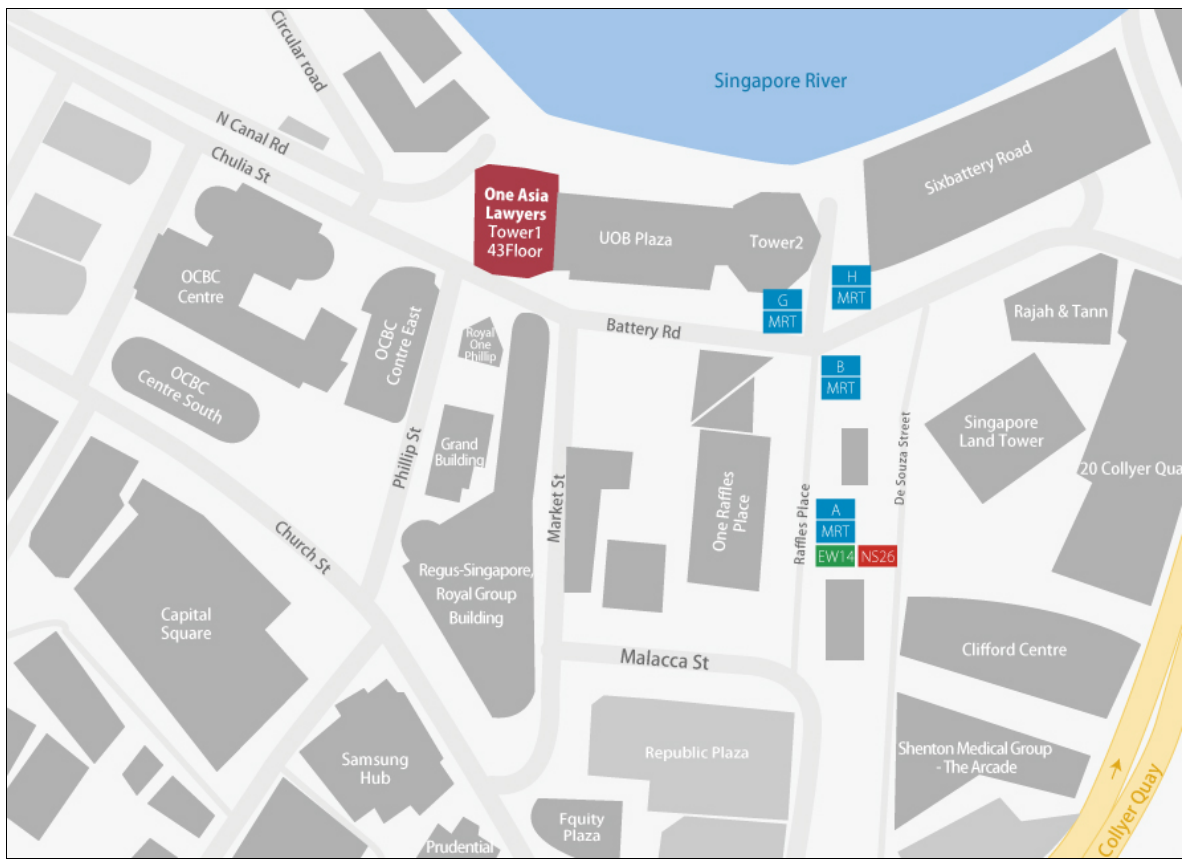 Circular road
Singapore River
N Canal Rd
Chulia St
Sixbattery Road
One Asia
Lawyers
Tower1
43Floor
UOB Plaza
Tower2
OCBC
Centre
H
MRT
G
MRT
Rajah & Tann
Battery Rd
Royal
One
Phillip
OCBC
Contre East
B
MRT
OCBC
Centre South
Singapore
Land Tower
De Souza Street
Grand
Building
Phillip St
20 Collyer Qua
Market St
One Raffles
Place
Raffles Place
A
MRT
EW14
NS26
Church St
Regus-Singapore,
Royal Group
Building
Capital
Square
Malacca St
Clifford Centre
Republic Plaza
Shenton Medical Group
- The Arcade
Samsung
Hub
Collyer Quay
Fquity
Plaza
Prudential